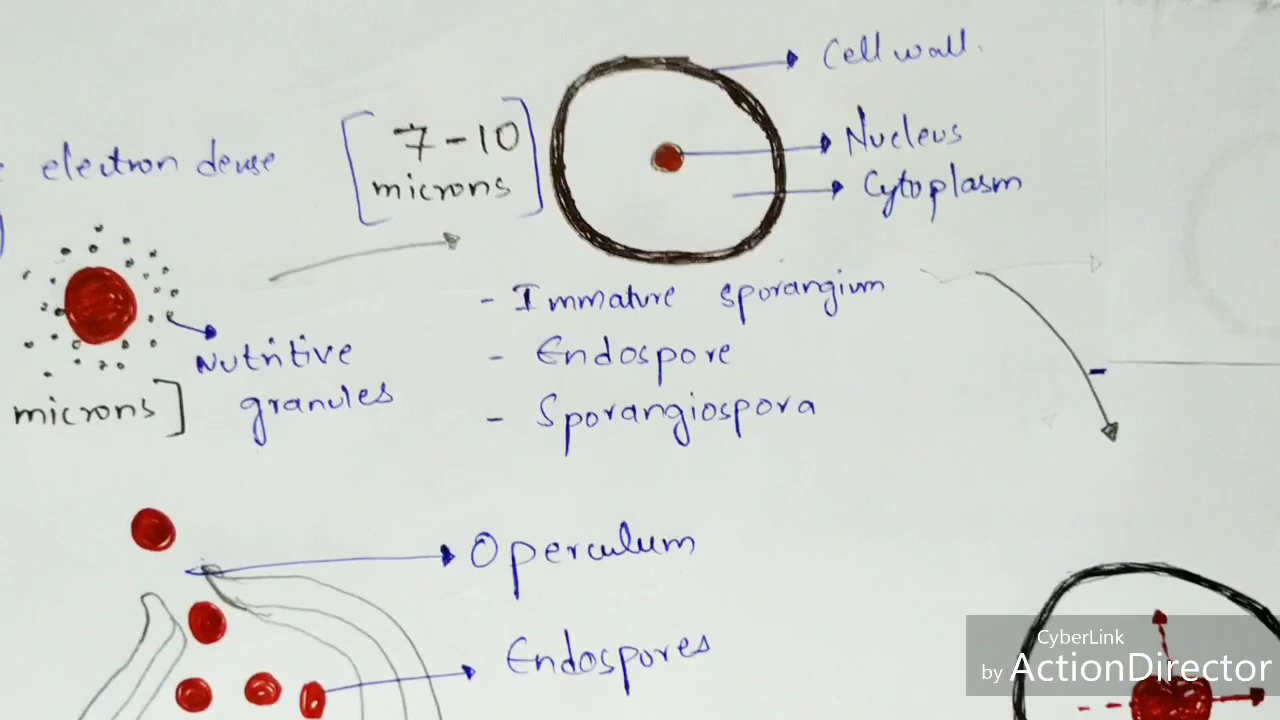 Cell wall.
electron dense
[7-10
microns]
Nucleus
Cytoplasm
- Immature sporangium
Nutritive
granules
- Endospore
microns]
- Sporangiospora
Operculum
Endospores
CyberLink
by ActionDirector